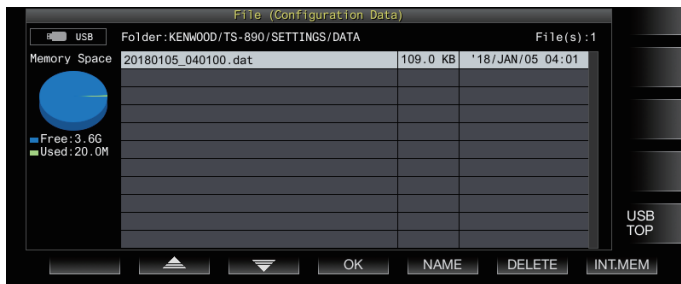 File (Configuration Data)
USB Folder:KENWOOD/TS-890/SETTINGS/DATA File(s):1
Memory Space
20180105_040100.dat 109.0 KB '18/JAN/05 04:01
Free:3.6G
Used:20.0M
USB
TOP
OK NAME DELETE INT.MEM